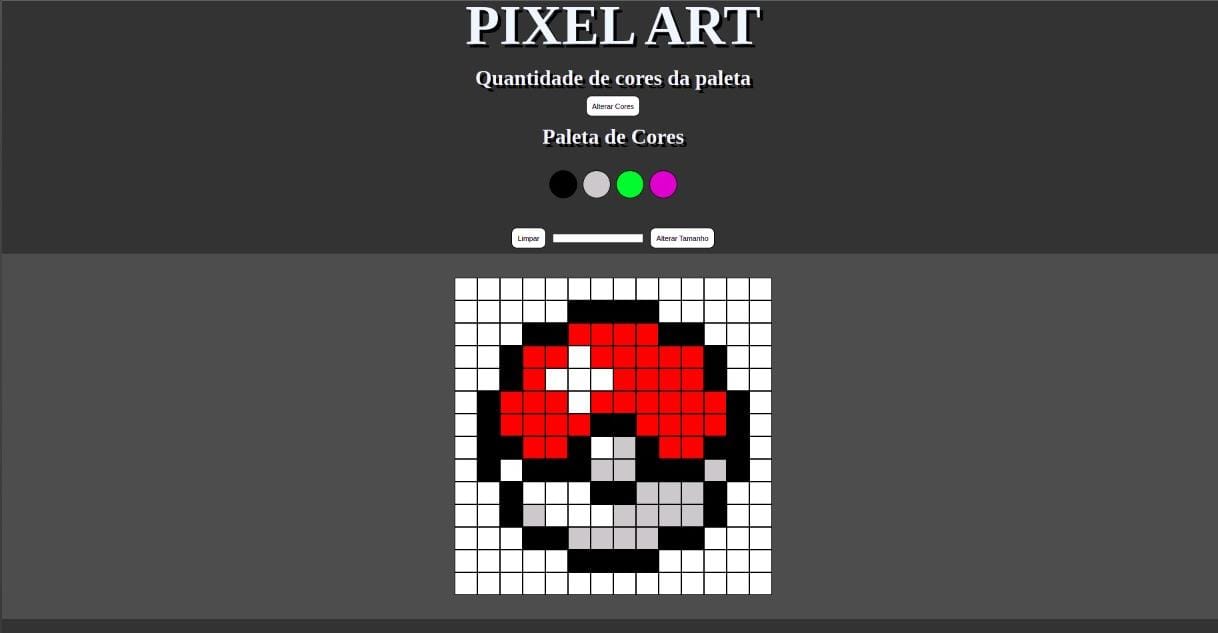 PIXEL ART
Quantidade de cores da paleta
Alterar Cores
Paleta de Cores
Limpar
Alterar Tamanho